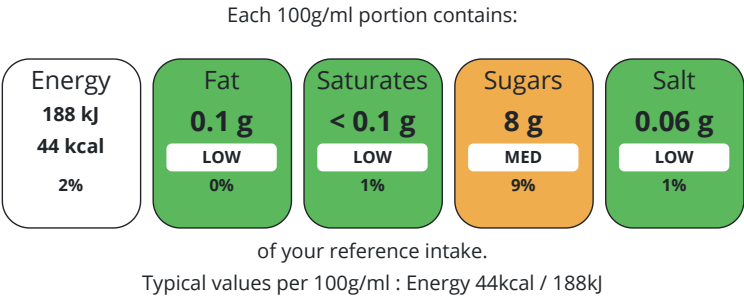 Each 100g/ml portion contains:
Energy
188 kJ
44 kcal
2%
Fat
0.1 g
LOW
0%
Saturates
< 0.1 g
LOW
1%
Sugars
8 g
MED
9%
Salt
0.06 g
LOW
1%
of your reference intake.
Typical values per 100g/ml : Energy 44kcal / 188kJ